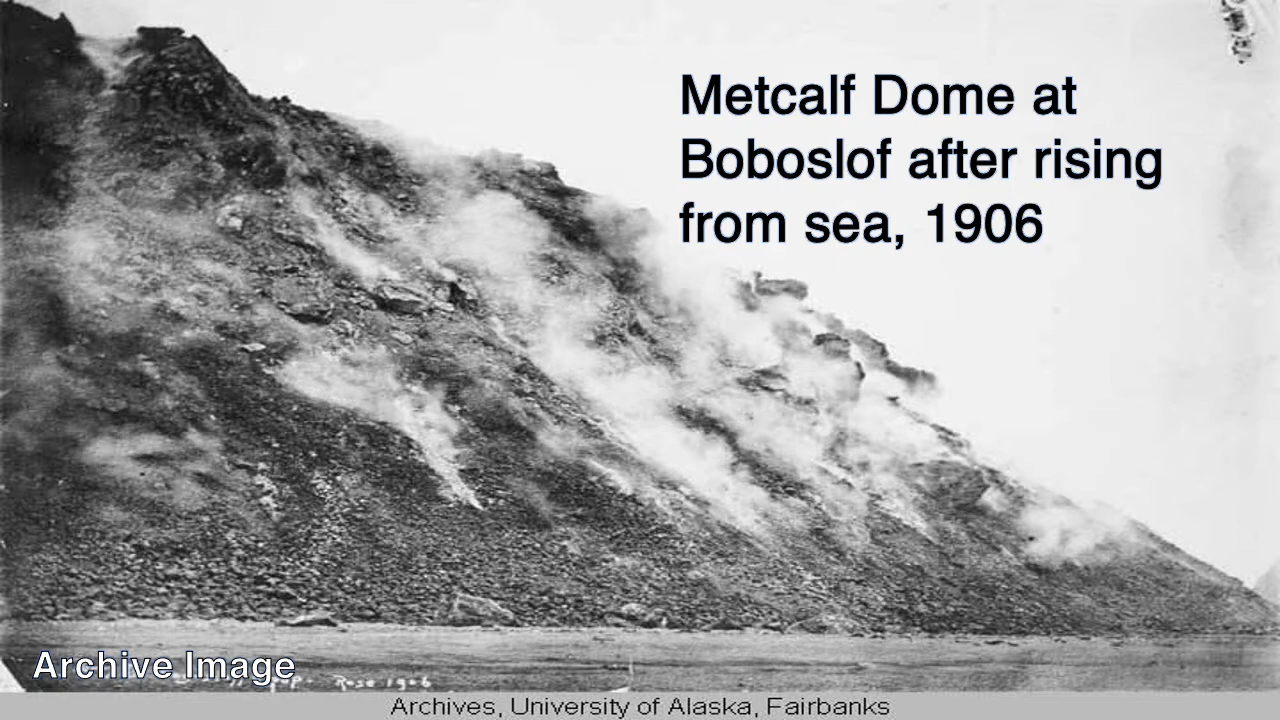 Metcalf Dome at
Boboslof after rising
from sea, 1906
Archive Image
Rose 1906
Archives, University of Alaska, Fairbanks